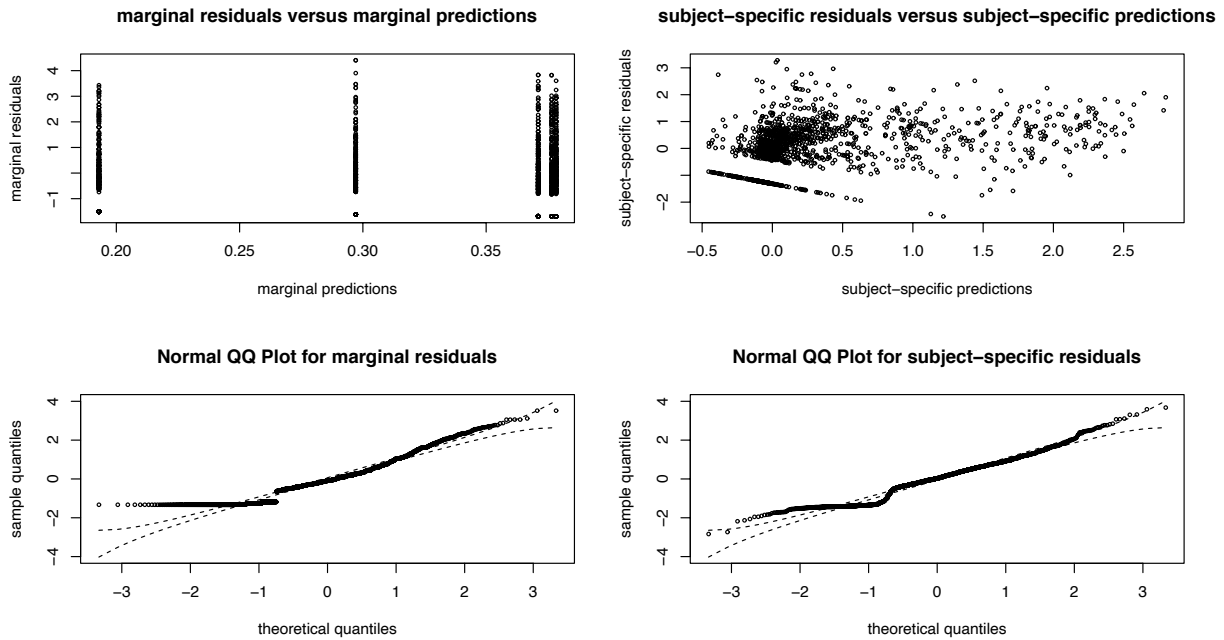 marginal residuals versus marginal predictions
marginal residuals
4
3
2
1
−1
0.20 0.25 0.30 0.35
marginal predictions
subject−specific residuals versus subject−specific predictions
subject−specific residuals
3
2
1
0
−2
−0.5 0.0 0.5 1.0 1.5 2.0 2.5
subject−specific predictions
Normal QQ Plot for marginal residuals
sample quantiles
4
2
0
−2
−4
−3 −2 −1 0 1 2 3
theoretical quantiles
Normal QQ Plot for subject−specific residuals
sample quantiles
4
2
0
−2
−4
−3 −2 −1 0 1 2 3
theoretical quantiles